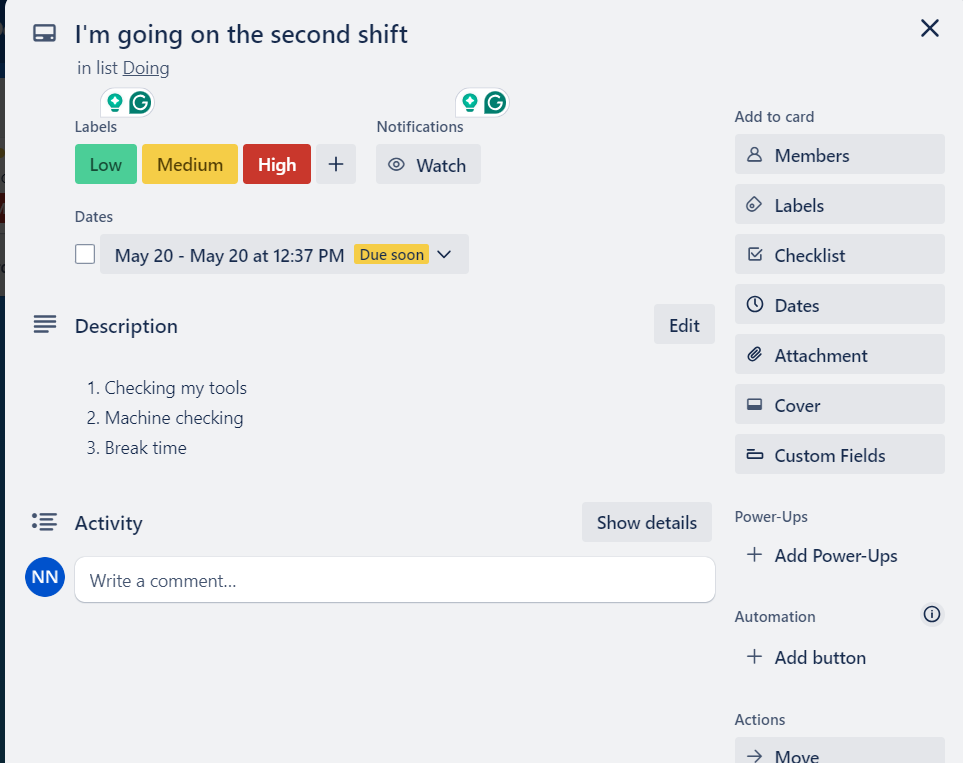 I'm going on the second shift
in list Doing
Labels
Notifications
Low Medium High
Watch
Dates
May 20 - May 20 at 12:37 PM Due soon
Description
Edit
1. Checking my tools
2. Machine checking
3. Break time
Activity
Show details
NN
Write a comment…
Add to card
Members
Labels
Checklist
Dates
Attachment
Cover
Custom Fields
Power-Ups
Add Power-Ups
Automation
Add button
Actions
Move